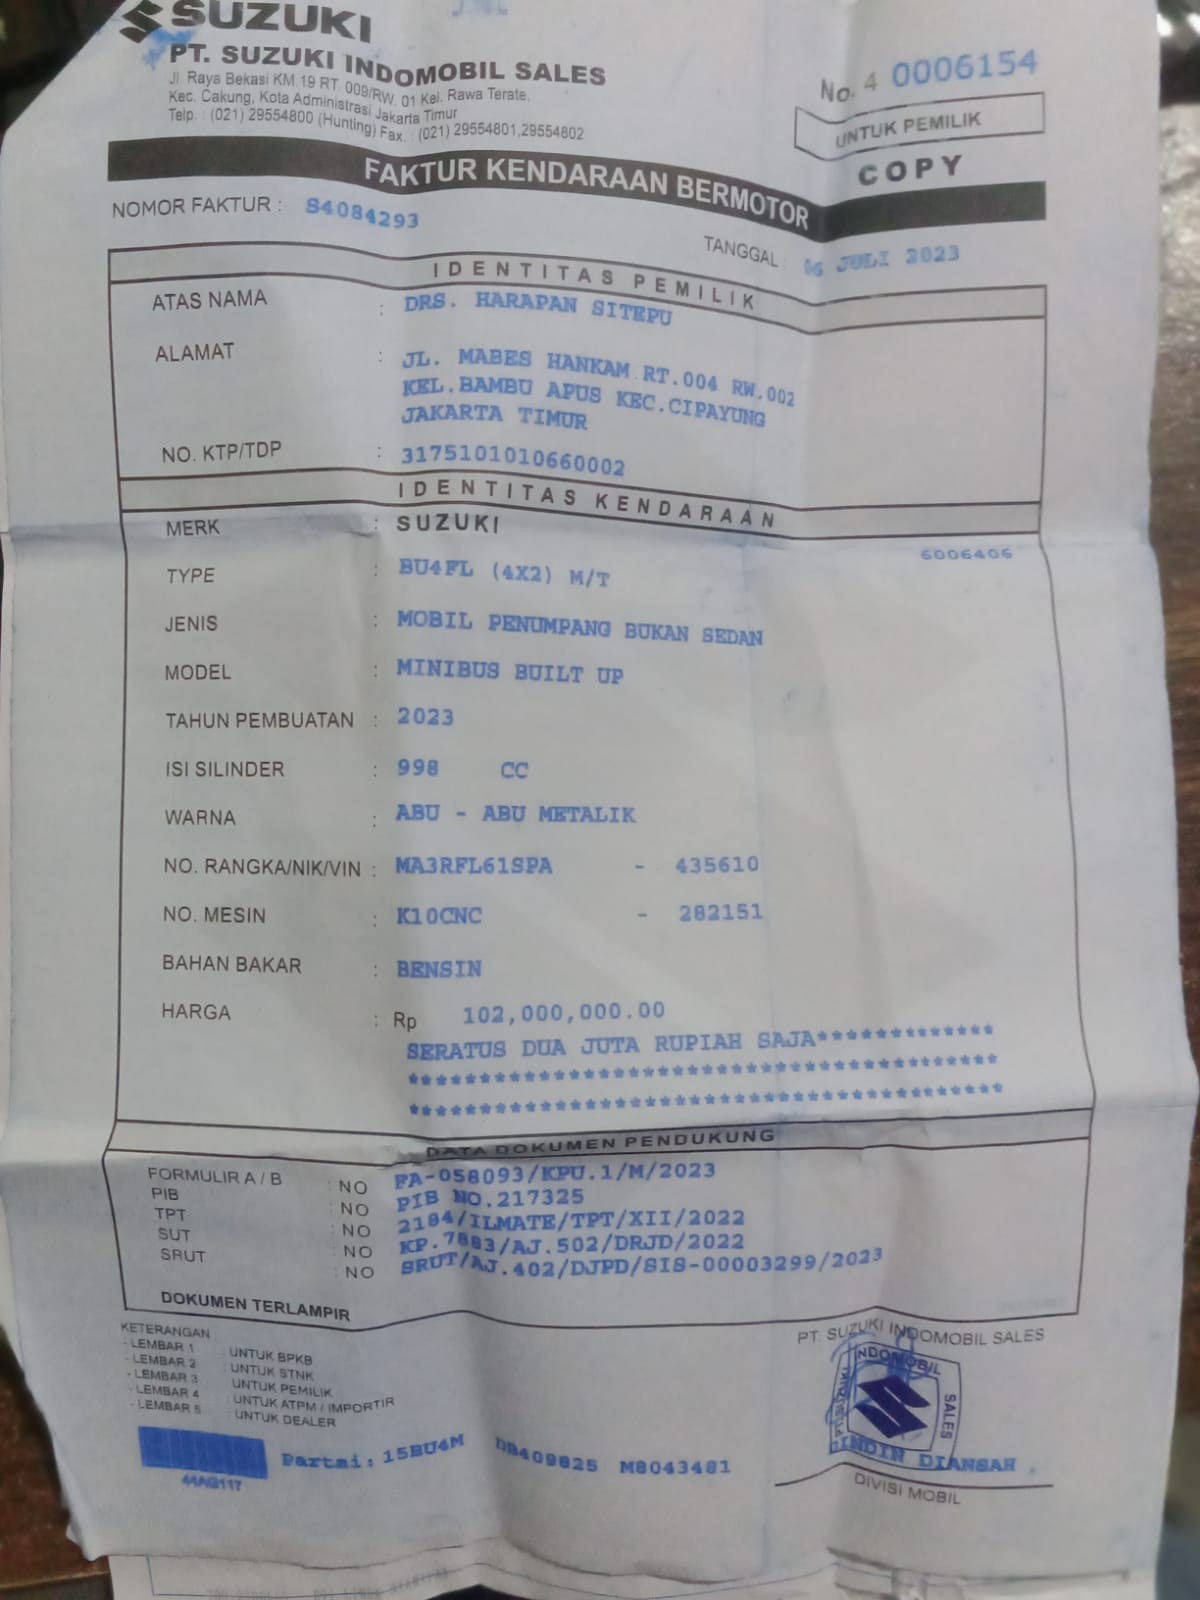 SUZUKI
PT. SUZUKI INDOMOBIL SALES
Jl. Raya Bekasi KM.19 RT. 009/RW. 01 Kel. Rawa Terate,
Kec. Cakung, Kota Administrasi Jakarta Timur
Telp. : (021) 29554800 (Hunting) Fax. : (021) 29554801,29554802
No. 4 0006154
UNTUK PEMILIK
COPY
FAKTUR KENDARAAN BERMOTOR
NOMOR FAKTUR : S4084293
TANGGAL : 06 JULI 2023
IDENTITAS PEMILIK
ATAS NAMA : DRS. HARAPAN SITEPU
ALAMAT : JL. MABES HANKAM RT.004 RW.002
KEL.BAMBU APUS KEC.CIPAYUNG
JAKARTA TIMUR
NO. KTP/TDP : 3175101010660002
IDENTITAS KENDARAAN
MERK : SUZUKI
6006406
TYPE : BU4FL (4X2) M/T
JENIS : MOBIL PENUMPANG BUKAN SEDAN
MODEL : MINIBUS BUILT UP
TAHUN PEMBUATAN : 2023
ISI SILINDER : 998 CC
WARNA : ABU - ABU METALIK
NO. RANGKA/NIK/VIN : MA3RFL61SPA - 435610
NO. MESIN : K10CNC - 282151
BAHAN BAKAR : BENSIN
HARGA : Rp 102,000,000.00
SERATUS DUA JUTA RUPIAH SAJA*************
******************************************
******************************************
DATA DOKUMEN PENDUKUNG
FORMULIR A / B : NO FA-058093/KPU.1/M/2023
PIB : NO PIB NO.217325
TPT : NO 2184/ILMATE/TPT/XII/2022
SUT : NO KP.7883/AJ.502/DRJD/2022
SRUT : NO SRUT/AJ.402/DJPD/SIS-00003299/2023
DOKUMEN TERLAMPIR
KETERANGAN
- LEMBAR 1 : UNTUK BPKB
- LEMBAR 2 : UNTUK STNK
- LEMBAR 3 : UNTUK PEMILIK
- LEMBAR 4 : UNTUK ATPM / IMPORTIR
- LEMBAR 5 : UNTUK DEALER
PT. SUZUKI INDOMOBIL SALES
INDOMOBIL
SALES
DINDIN DIANSAH .
DIVISI MOBIL
44AG117
Partai: 15BU4M DB409825 M8043481